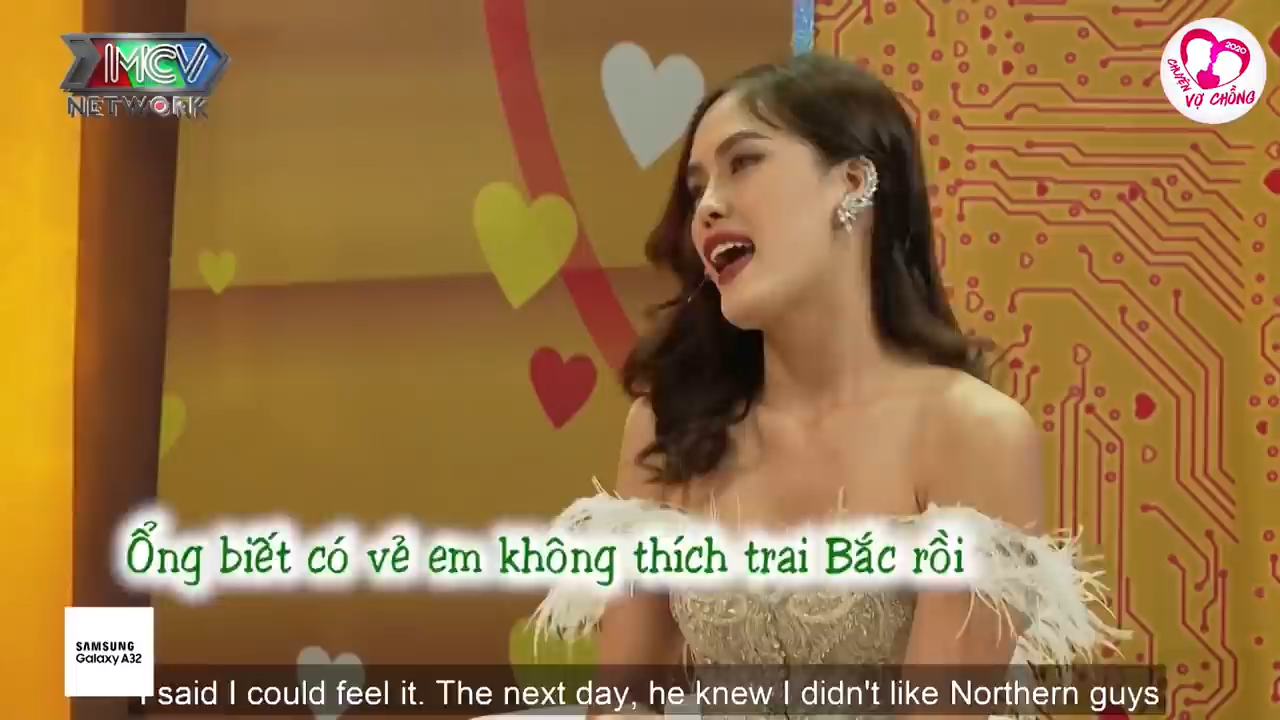 MCV
NETWORK
2020
CHUYỆN
VỢ CHỒNG
Ổng biết có vẻ em không thích trai Bắc rồi
SAMSUNG
Galaxy A32
I said I could feel it. The next day, he knew I didn't like Northern guys